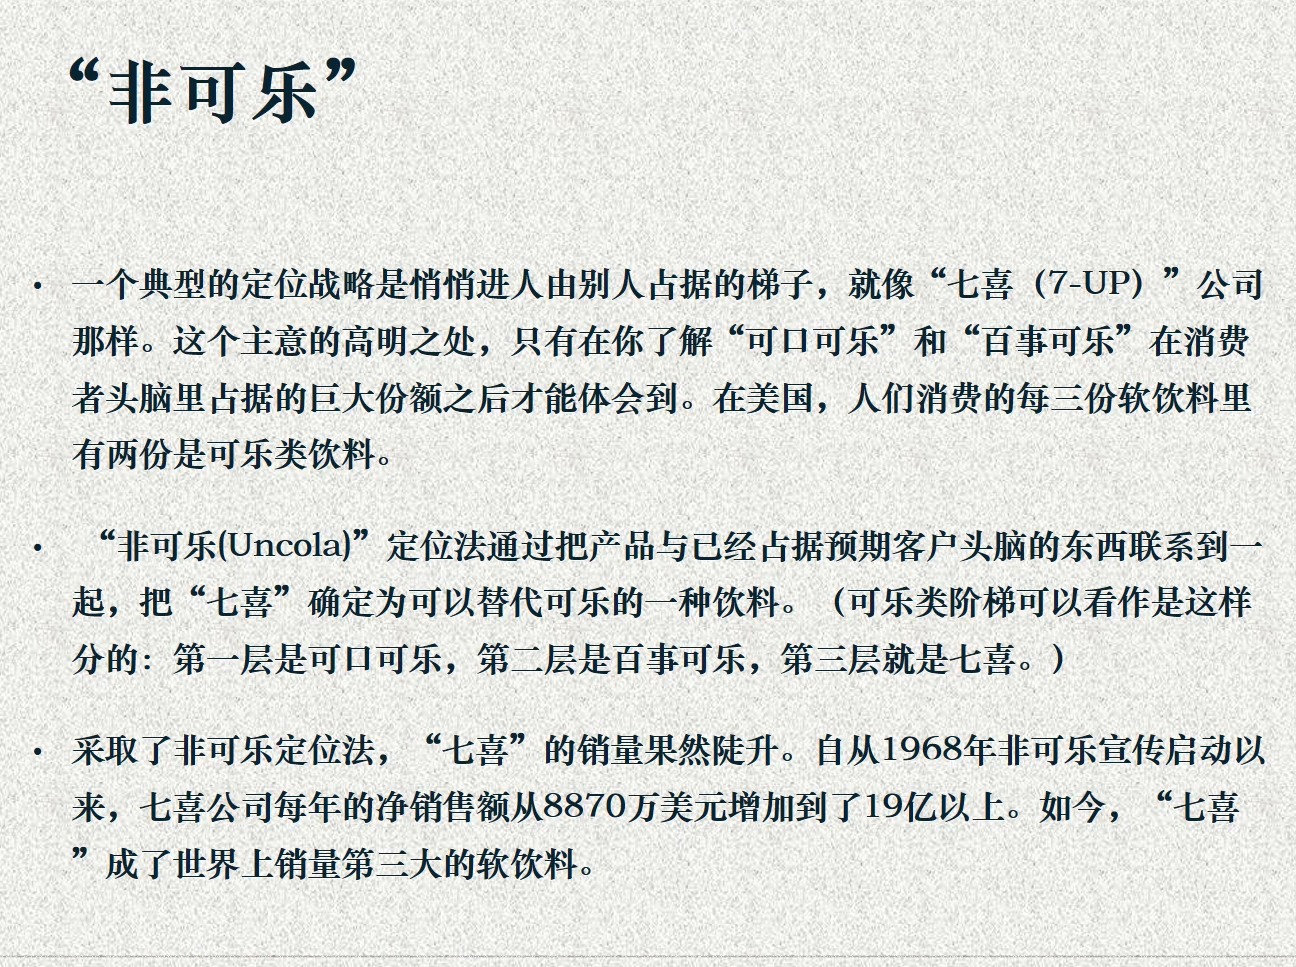 “非可乐”
• 一个典型的定位战略是悄悄进人由别人占据的梯子，就像“七喜（7-UP）”公司
那样。这个主意的高明之处，只有在你了解“可口可乐”和“百事可乐”在消费
者头脑里占据的巨大份额之后才能体会到。在美国，人们消费的每三份软饮料里
有两份是可乐类饮料。
• “非可乐(Uncola)”定位法通过把产品与已经占据预期客户头脑的东西联系到一
起，把“七喜”确定为可以替代可乐的一种饮料。（可乐类阶梯可以看作是这样
分的：第一层是可口可乐，第二层是百事可乐，第三层就是七喜。）
• 采取了非可乐定位法，“七喜”的销量果然陡升。自从1968年非可乐宣传启动以
来，七喜公司每年的净销售额从8870万美元增加到了19亿以上。如今，“七喜
”成了世界上销量第三大的软饮料。